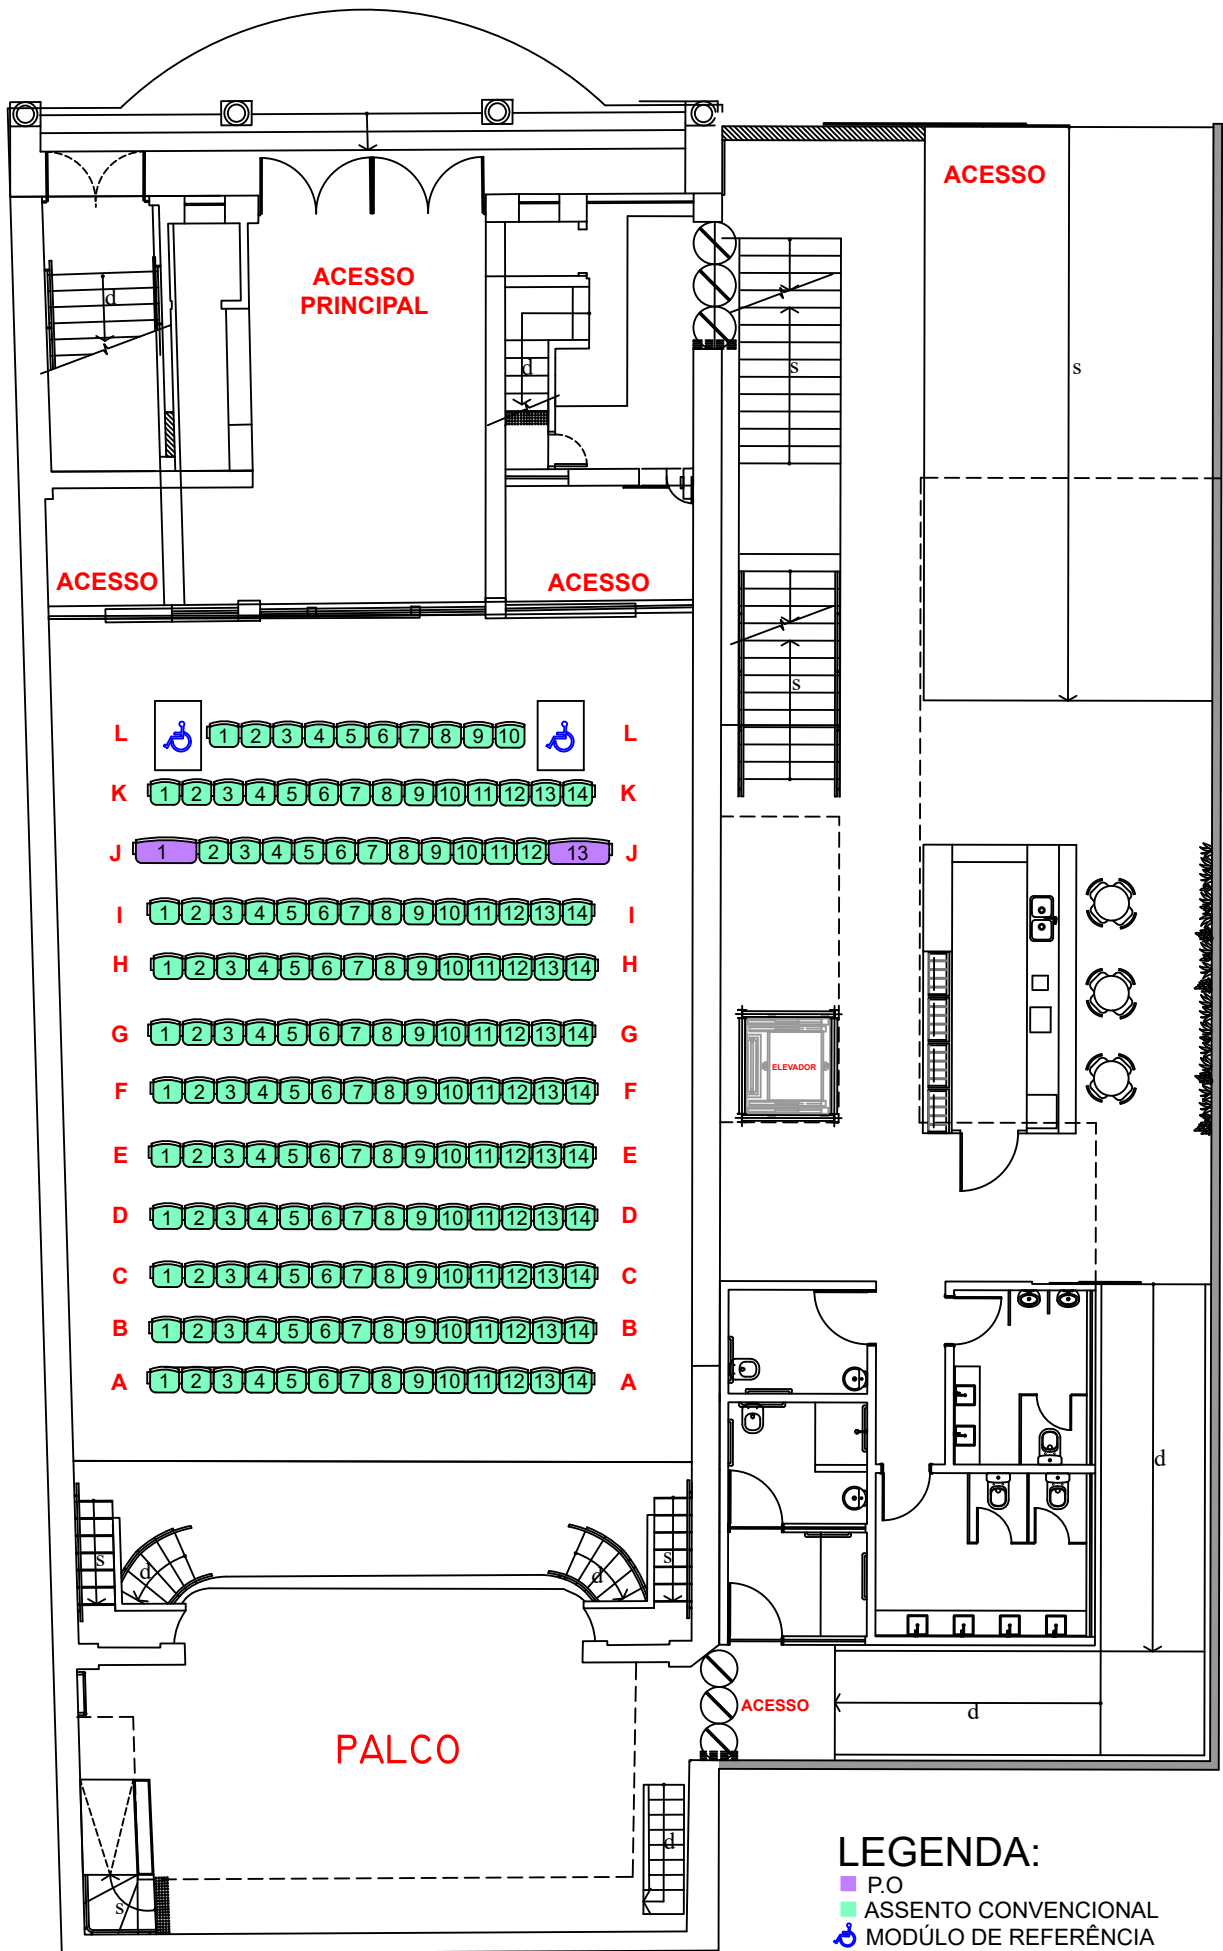 ACESSO
ACESSO
PRINCIPAL
d
s
d
s
ACESSO
ACESSO
s
L 1 2 3 4 5 6 7 8 9 10 L
K 1 2 3 4 5 6 7 8 9 10 11 12 13 14 K
J 1 2 3 4 5 6 7 8 9 10 11 12 13 J
I 1 2 3 4 5 6 7 8 9 10 11 12 13 14 I
H 1 2 3 4 5 6 7 8 9 10 11 12 13 14 H
G 1 2 3 4 5 6 7 8 9 10 11 12 13 14 G
ELEVADOR
F 1 2 3 4 5 6 7 8 9 10 11 12 13 14 F
E 1 2 3 4 5 6 7 8 9 10 11 12 13 14 E
D 1 2 3 4 5 6 7 8 9 10 11 12 13 14 D
C 1 2 3 4 5 6 7 8 9 10 11 12 13 14 C
B 1 2 3 4 5 6 7 8 9 10 11 12 13 14 B
A 1 2 3 4 5 6 7 8 9 10 11 12 13 14 A
d
s d d s
ACESSO
d
PALCO
d
s
LEGENDA:
P.O
ASSENTO CONVENCIONAL
MODÚLO DE REFERÊNCIA